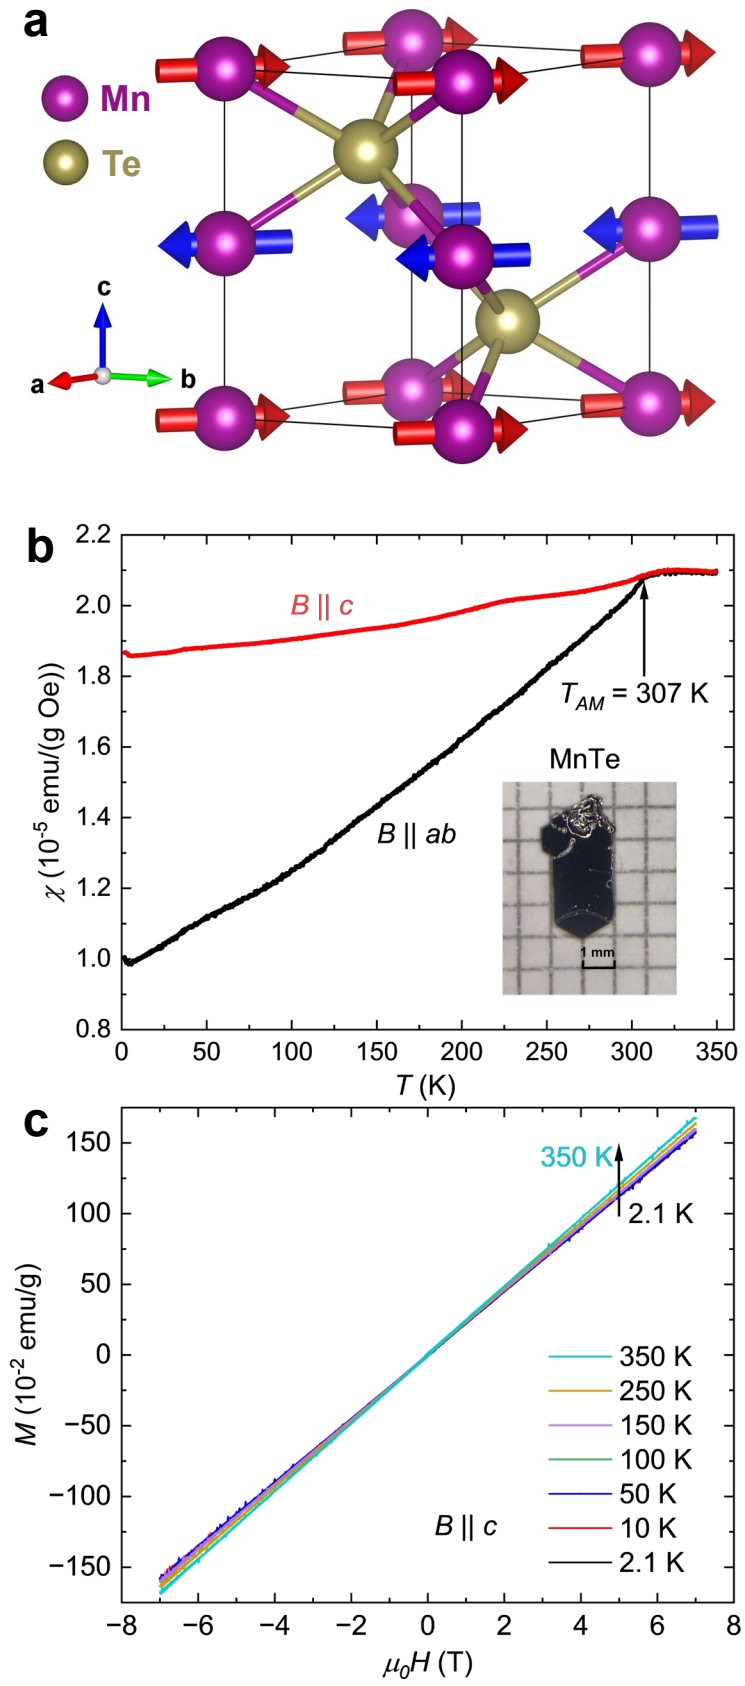 a
Mn
Te
c
a
b
b
2.2
2.0
1.8
1.6
1.4
1.2
1.0
0.8
χ (10⁻⁵ emu/(g Oe))
B || c
T_AM = 307 K
MnTe
B || ab
1 mm
0 50 100 150 200 250 300 350
T (K)
c
150
100
50
0
−50
−100
−150
M (10⁻² emu/g)
350 K
2.1 K
350 K
250 K
150 K
100 K
50 K
10 K
2.1 K
B || c
−8 −6 −4 −2 0 2 4 6 8
μ₀H (T)